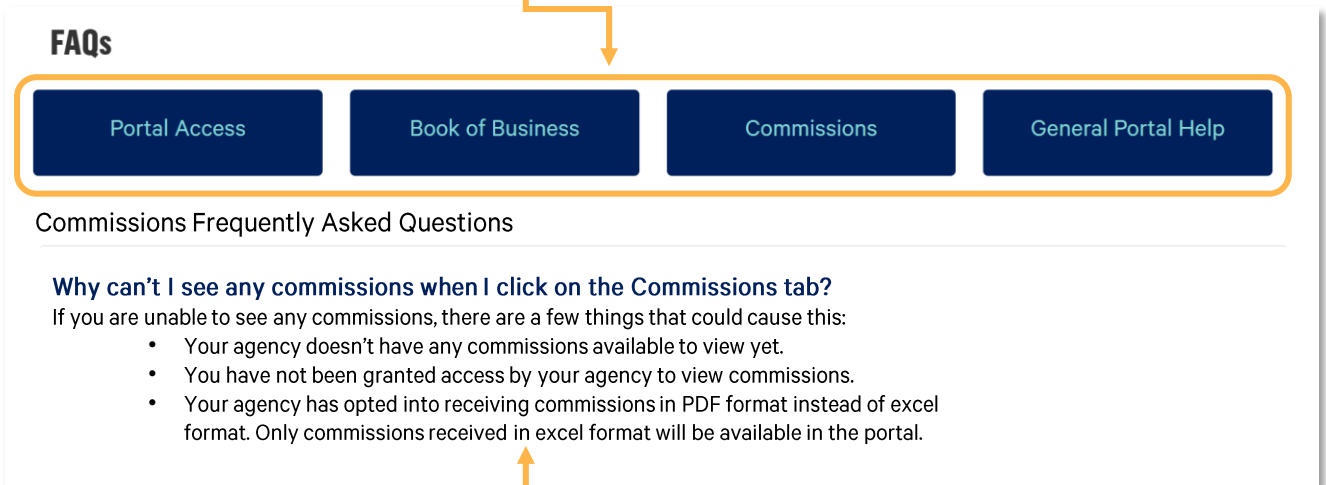 FAQs
Portal Access
Book of Business
Commissions
General Portal Help
Commissions Frequently Asked Questions
Why can't I see any commissions when I click on the Commissions tab?
If you are unable to see any commissions, there are a few things that could cause this:
• Your agency doesn't have any commissions available to view yet.
• You have not been granted access by your agency to view commissions.
• Your agency has opted into receiving commissions in PDF format instead of excel
format. Only commissions received in excel format will be available in the portal.